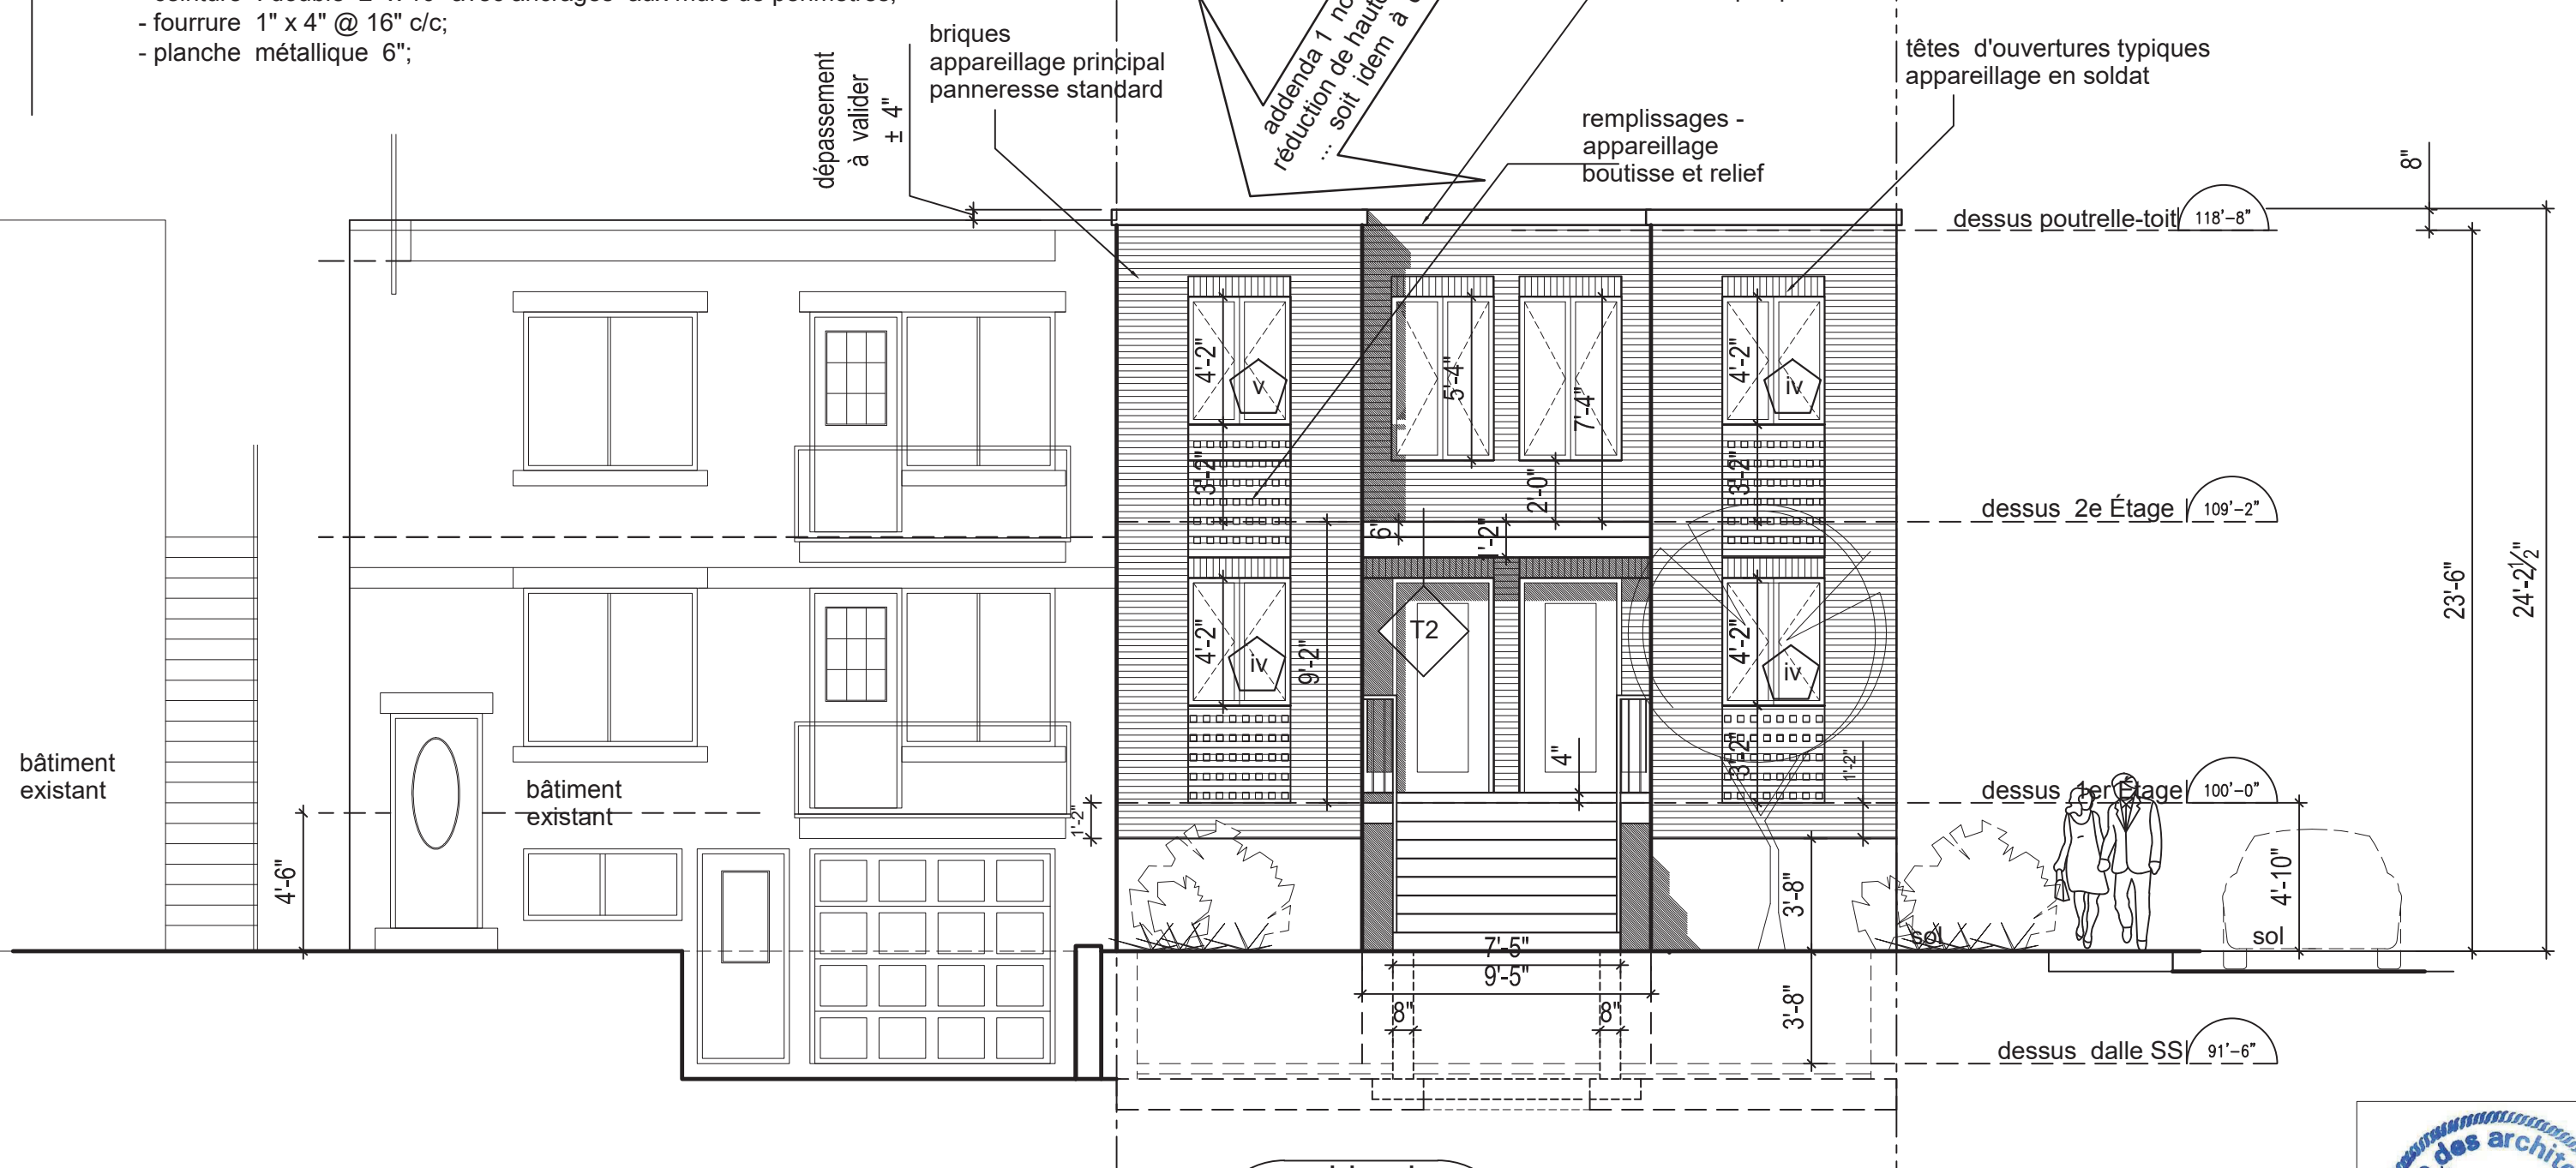 - fourrure 1" x 4" @ 16" c/c;
- planche métallique 6";
dépassement
à valider
± 4"
briques
appareillage principal
panneresse standard
addenda 1
réduction de
... soit idem à
remplissages -
appareillage
boutisse et relief
têtes d'ouvertures typiques
appareillage en soldat
8"
dessus poutrelle-toit 118'-8"
4'-2"
v
5'-4"
7'-4"
4'-2"
iv
3'-2"
2'-0"
3'-2"
dessus 2e Étage 109'-2"
6"
1'-2"
23'-6"
24'-2½"
4'-2"
iv
9'-2"
T2
4'-2"
iv
4"
3'-2"
1'-2"
bâtiment
existant
bâtiment
existant
1'-2"
dessus 1er Étage 100'-0"
4'-6"
3'-8"
4'-10"
sol
sol
7'-5"
9'-5"
8"
8"
3'-8"
dessus dalle SS 91'-6"
des archit